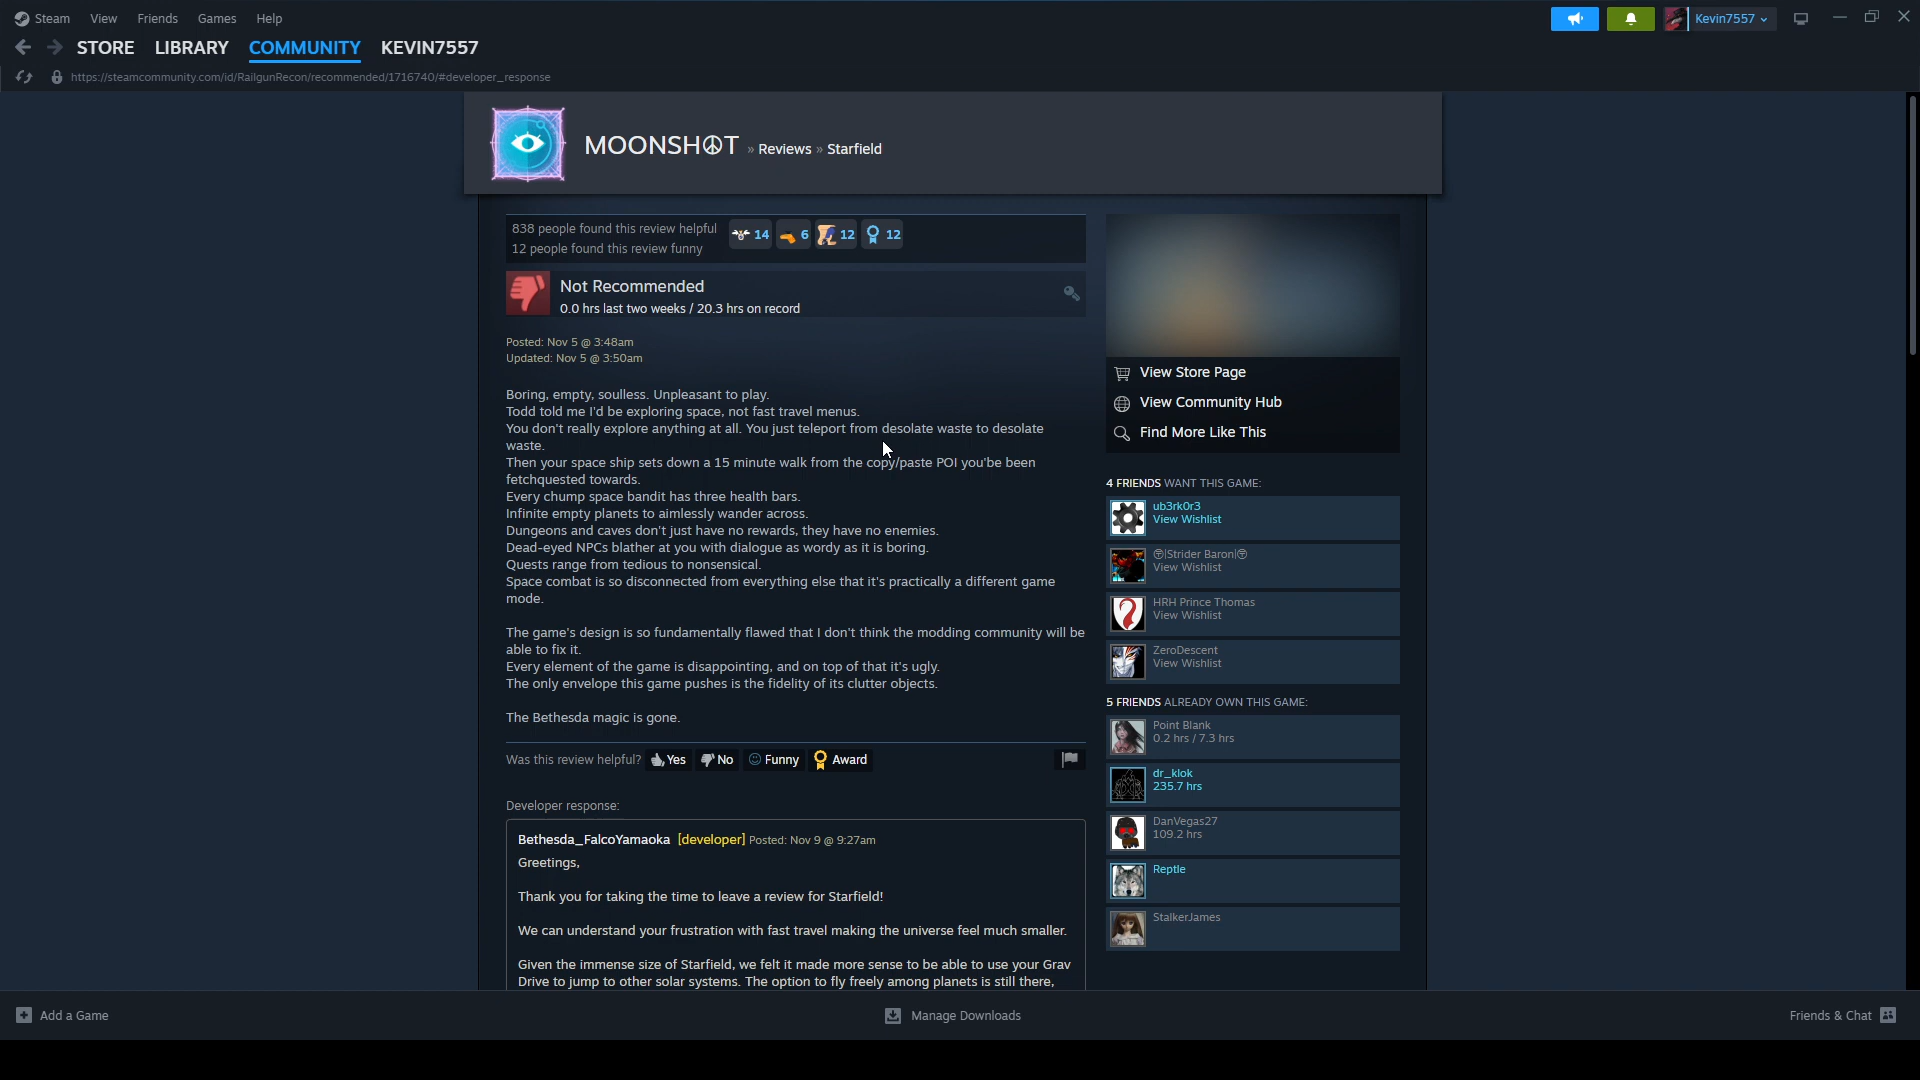 Steam View Friends Games Help
Kevin7557
STORE LIBRARY COMMUNITY KEVIN7557
https://steamcommunity.com/id/RailgunRecon/recommended/1716740/#developer_response
MOONSH☮T » Reviews » Starfield
838 people found this review helpful
12 people found this review funny
14 6 12 12
Not Recommended
0.0 hrs last two weeks / 20.3 hrs on record
Posted: Nov 5 @ 3:48am
Updated: Nov 5 @ 3:50am
Boring, empty, soulless. Unpleasant to play.
Todd told me I'd be exploring space, not fast travel menus.
You don't really explore anything at all. You just teleport from desolate waste to desolate
waste.
Then your space ship sets down a 15 minute walk from the copy/paste POI you'be been
fetchquested towards.
Every chump space bandit has three health bars.
Infinite empty planets to aimlessly wander across.
Dungeons and caves don't just have no rewards, they have no enemies.
Dead-eyed NPCs blather at you with dialogue as wordy as it is boring.
Quests range from tedious to nonsensical.
Space combat is so disconnected from everything else that it's practically a different game
mode.
The game's design is so fundamentally flawed that I don't think the modding community will be
able to fix it.
Every element of the game is disappointing, and on top of that it's ugly.
The only envelope this game pushes is the fidelity of its clutter objects.
The Bethesda magic is gone.
Was this review helpful? Yes No Funny Award
Developer response:
Bethesda_FalcoYamaoka [developer] Posted: Nov 9 @ 9:27am
Greetings,
Thank you for taking the time to leave a review for Starfield!
We can understand your frustration with fast travel making the universe feel much smaller.
Given the immense size of Starfield, we felt it made more sense to be able to use your Grav
Drive to jump to other solar systems. The option to fly freely among planets is still there,
View Store Page
View Community Hub
Find More Like This
4 FRIENDS WANT THIS GAME:
ub3rk0r3
View Wishlist
|Strider Baron|
View Wishlist
HRH Prince Thomas
View Wishlist
ZeroDescent
View Wishlist
5 FRIENDS ALREADY OWN THIS GAME:
Point Blank
0.2 hrs / 7.3 hrs
dr_klok
235.7 hrs
DanVegas27
109.2 hrs
Reptle
StalkerJames
Add a Game
Manage Downloads
Friends & Chat